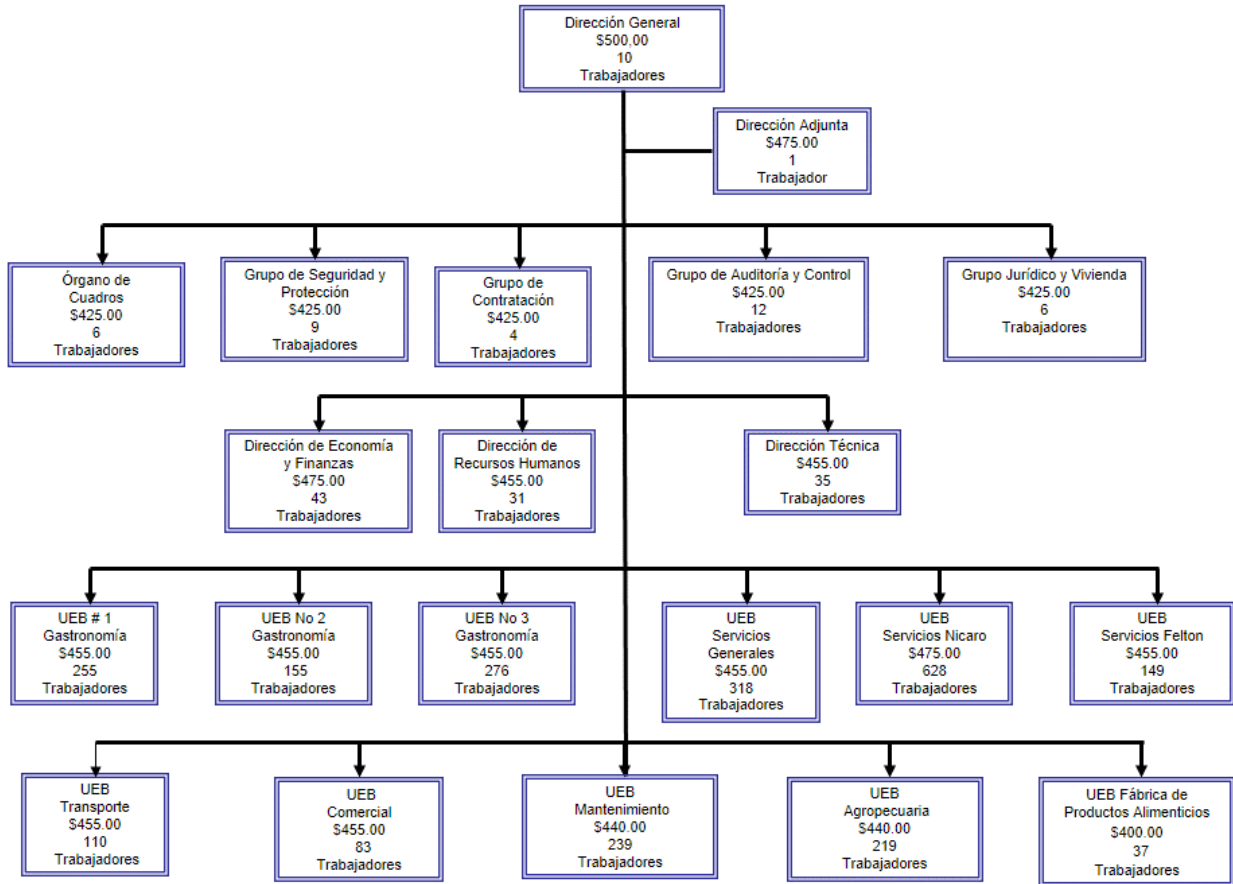 Dirección General
$500,00
10
Trabajadores
Dirección Adjunta
$475.00
1
Trabajador
Órgano de
Cuadros
$425.00
6
Trabajadores
Grupo de Seguridad y
Protección
$425.00
9
Trabajadores
Grupo de
Contratación
$425.00
4
Trabajadores
Grupo de Auditoría y Control
$425.00
12
Trabajadores
Grupo Jurídico y Vivienda
$425.00
6
Trabajadores
Dirección de Economía
y Finanzas
$475.00
43
Trabajadores
Dirección de
Recursos Humanos
$455.00
31
Trabajadores
Dirección Técnica
$455.00
35
Trabajadores
UEB # 1
Gastronomía
$455.00
255
Trabajadores
UEB No 2
Gastronomía
$455.00
155
Trabajadores
UEB No 3
Gastronomía
$455.00
276
Trabajadores
UEB
Servicios
Generales
$455.00
318
Trabajadores
UEB
Servicios Nicaro
$475.00
628
Trabajadores
UEB
Servicios Felton
$455.00
149
Trabajadores
UEB
Transporte
$455.00
110
Trabajadores
UEB
Comercial
$455.00
83
Trabajadores
UEB
Mantenimiento
$440.00
239
Trabajadores
UEB
Agropecuaria
$440.00
219
Trabajadores
UEB Fábrica de
Productos Alimenticios
$400.00
37
Trabajadores